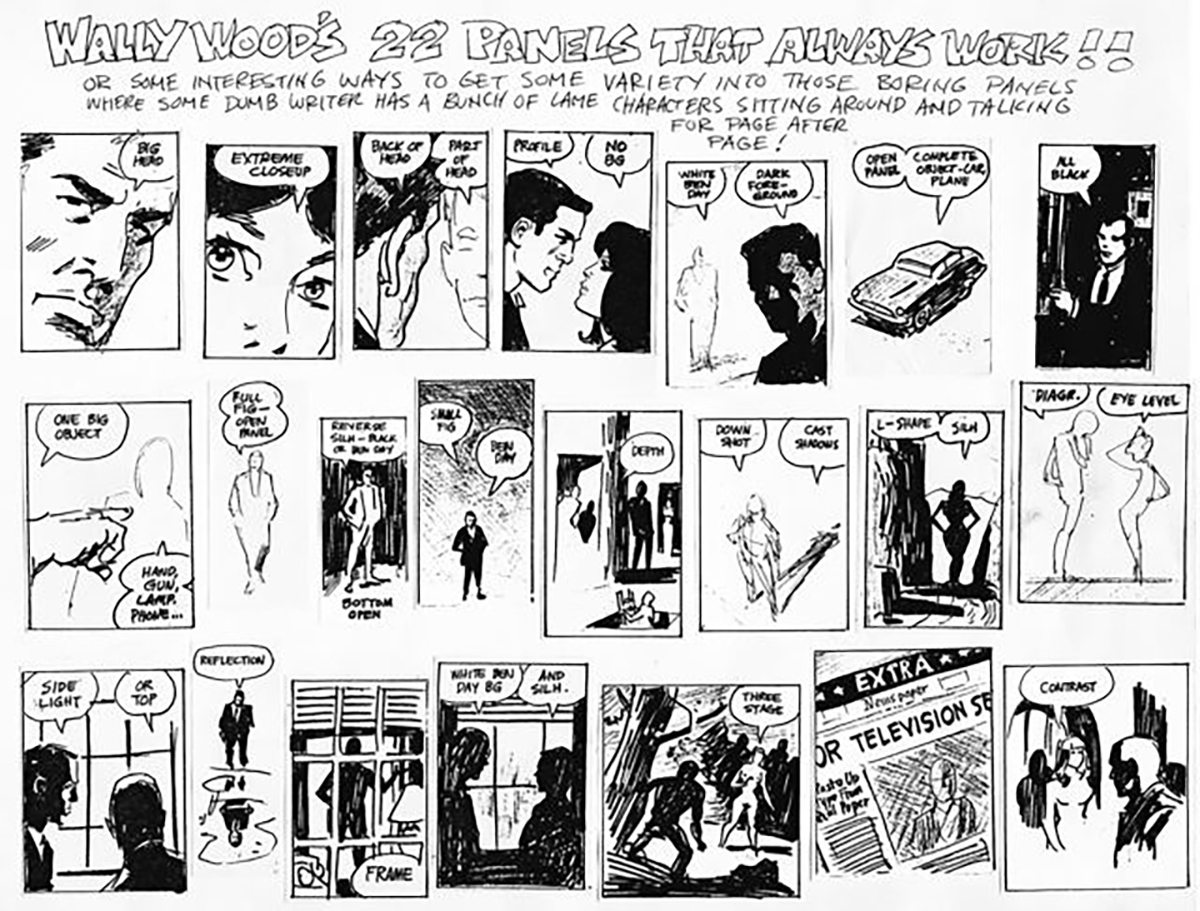 WALLY WOOD'S 22 PANELS THAT ALWAYS WORK!!
OR SOME INTERESTING WAYS TO GET SOME VARIETY INTO THOSE BORING PANELS
WHERE SOME DUMB WRITER HAS A BUNCH OF LAME CHARACTERS SITTING AROUND AND TALKING
FOR PAGE AFTER
PAGE!
BIG
HEAD
EXTREME
CLOSEUP
BACK OF
HEAD
PART
OF
HEAD
PROFILE
NO
BG
WHITE
BEN
DAY
DARK
FORE-
GROUND
OPEN
PANEL
COMPLETE
OBJECT-CAR,
PLANE
ALL
BLACK
ONE BIG
OBJECT
HAND,
GUN,
LAMP,
PHONE...
FULL
FIG-
OPEN
PANEL
REVERSE
SILH-BLACK
OR BEN DAY
BOTTOM
OPEN
SMALL
FIG
BEN
DAY
DEPTH
DOWN
SHOT
CAST
SHADOWS
L-SHAPE
SILH
DIAGR.
EYE LEVEL
SIDE
LIGHT
OR
TOP
REFLECTION
FRAME
WHITE BEN
DAY BG
AND
SILH.
THREE
STAGE
EXTRA
Newspaper
OR TELEVISION SE
Paper
CONTRAST